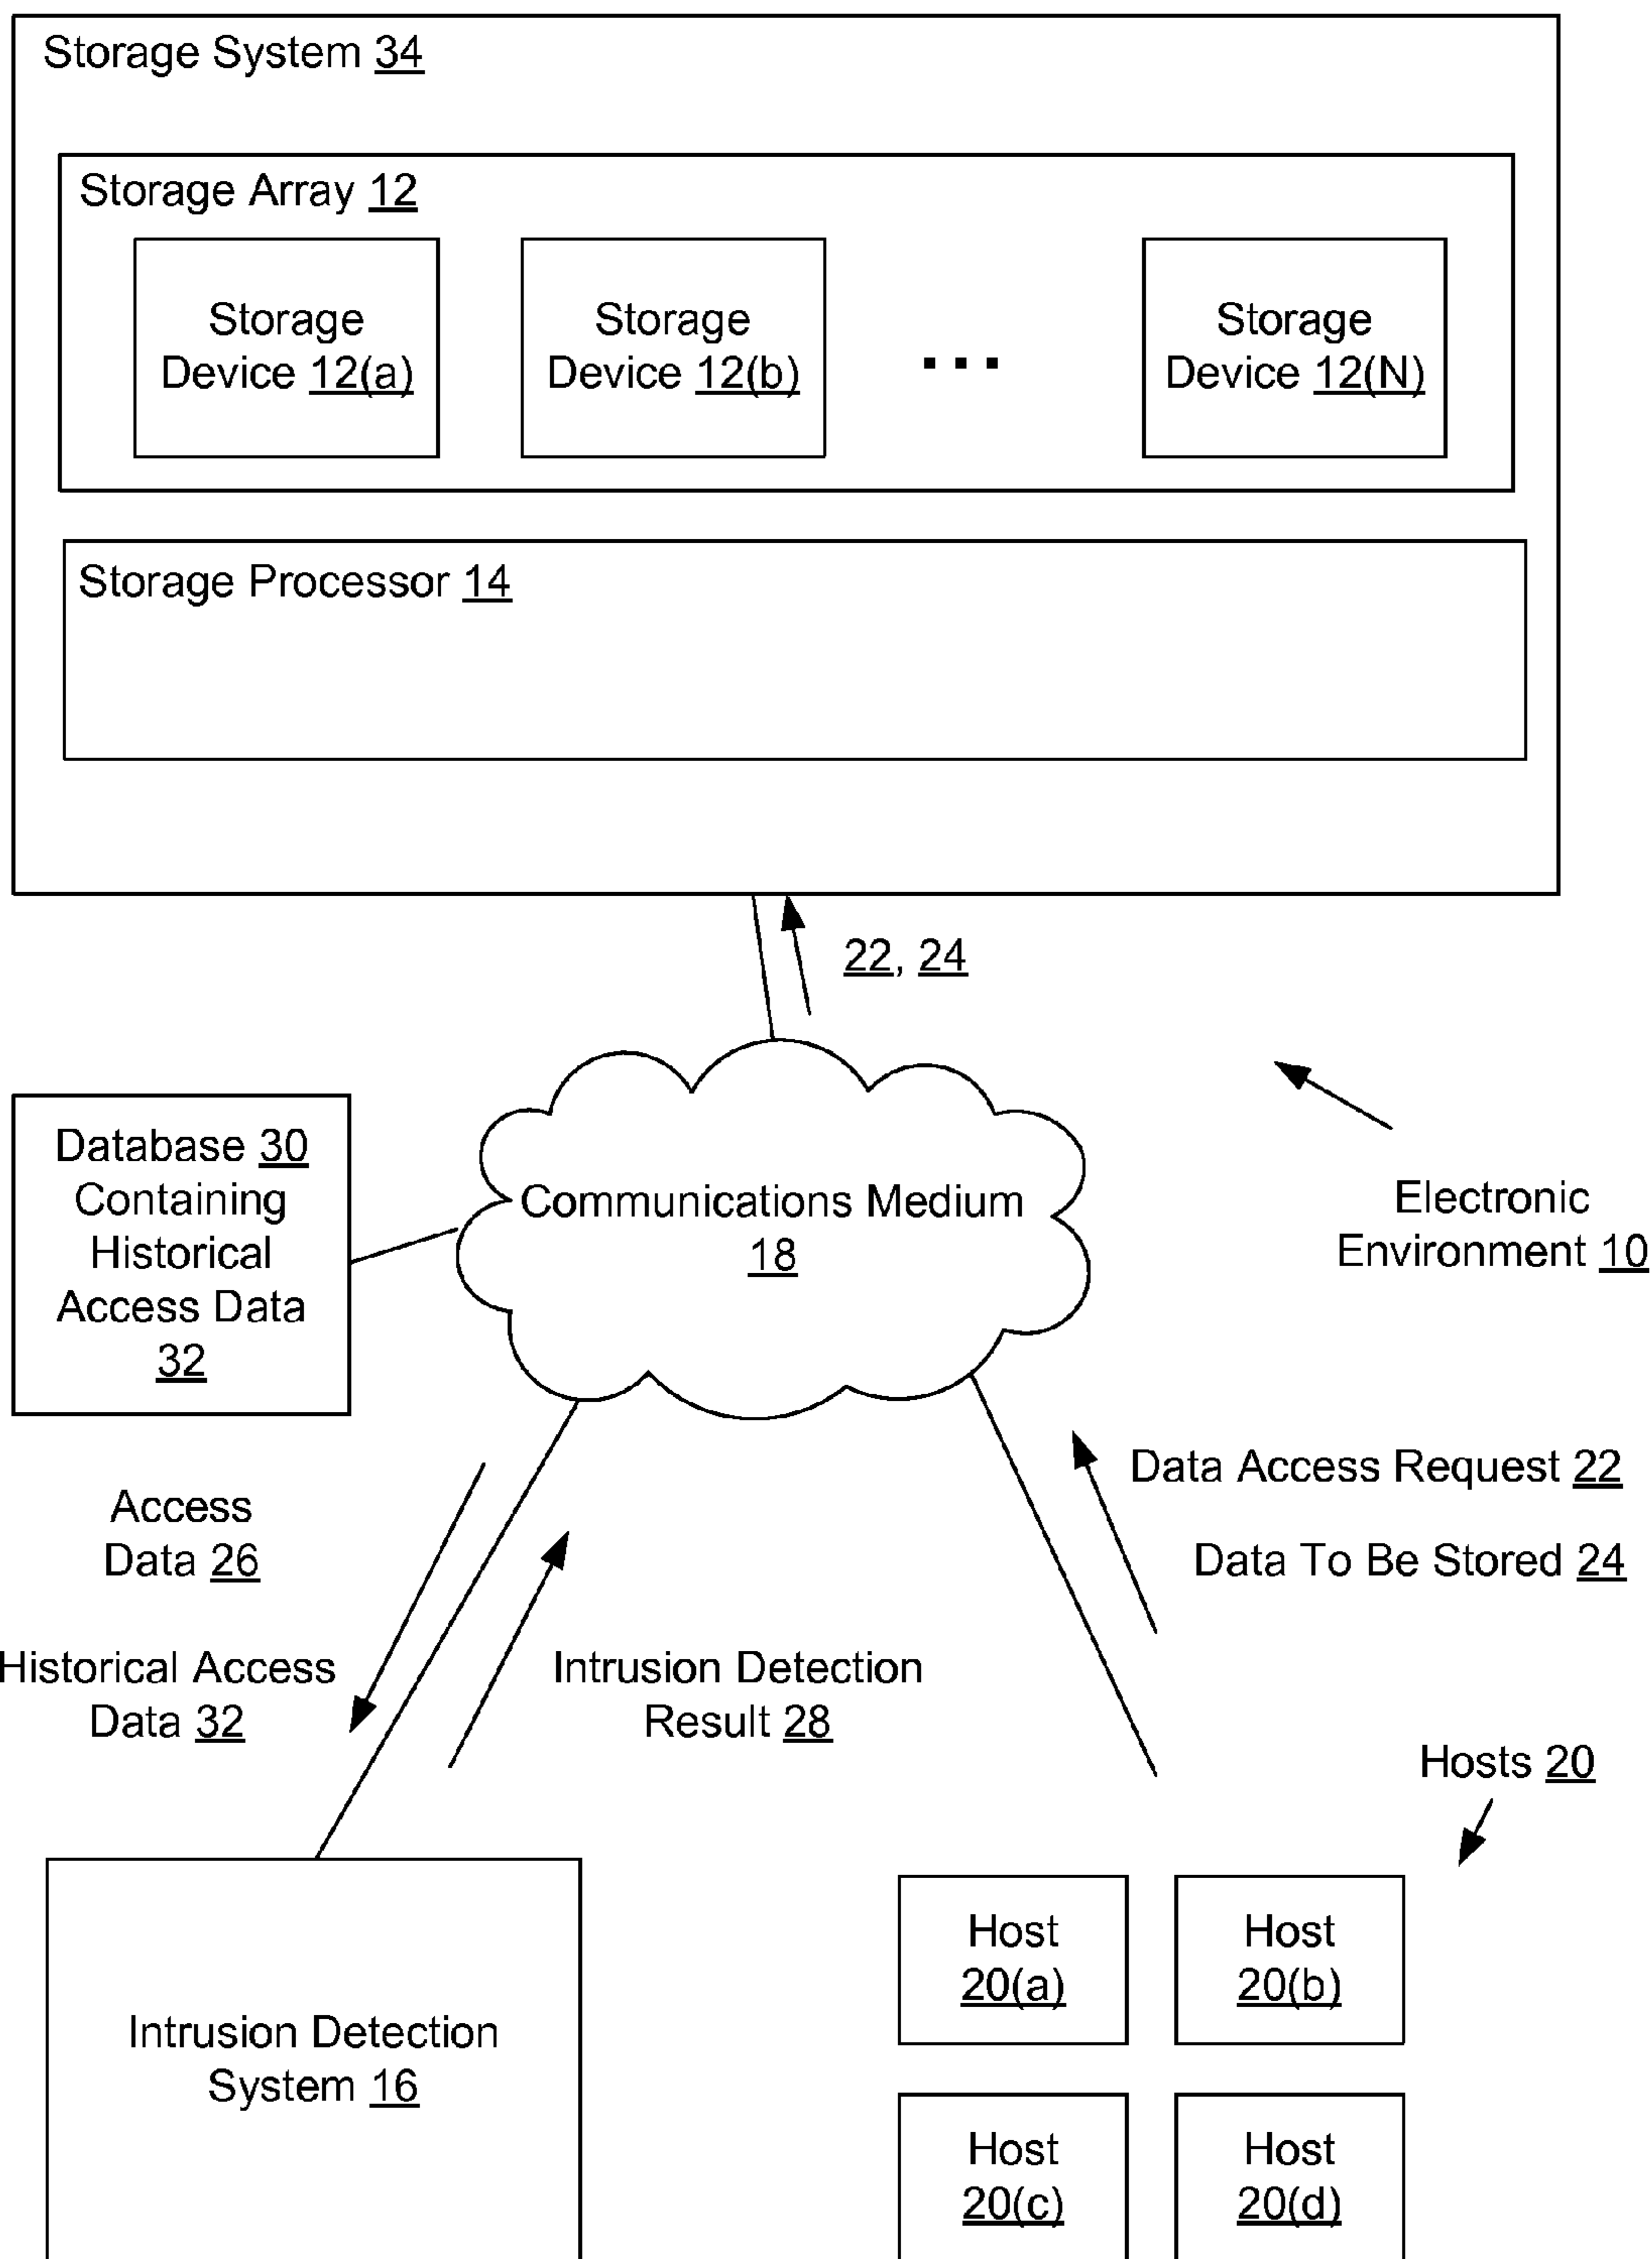 Storage System 34
Storage Array 12
Storage
Device 12(a)
Storage
Device 12(b)
...
Storage
Device 12(N)
Storage Processor 14
22, 24
Database 30
Containing
Historical
Access Data
32
Communications Medium
18
Electronic
Environment 10
Access
Data 26
Historical Access
Data 32
Intrusion Detection
Result 28
Data Access Request 22
Data To Be Stored 24
Hosts 20
Intrusion Detection
System 16
Host
20(a)
Host
20(b)
Host
20(c)
Host
20(d)